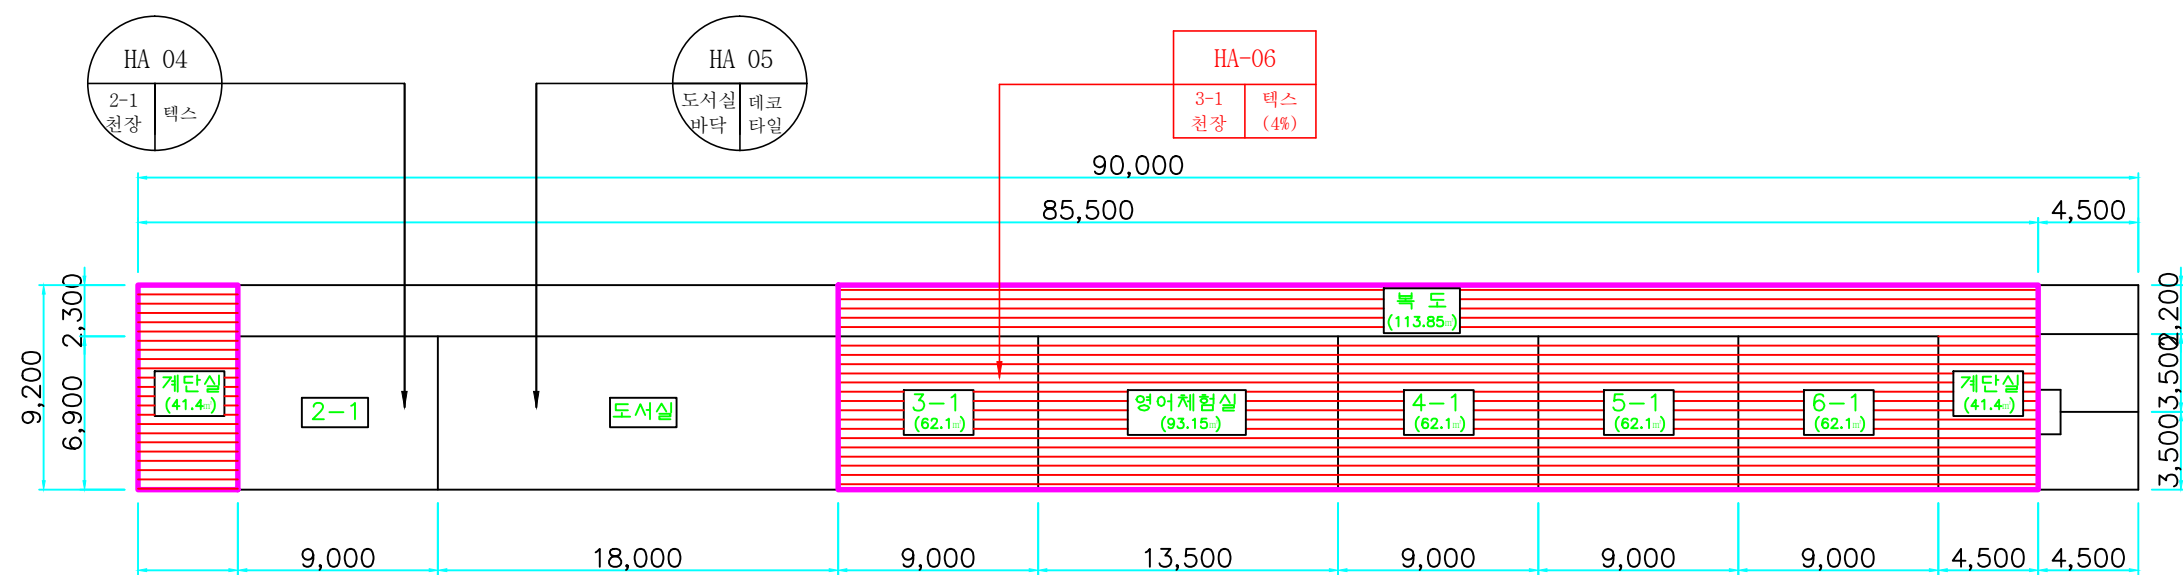 HA 04
2-1
천장
텍스
HA 05
도서실
바닥
데코
타일
HA-06
3-1
천장
텍스
(4%)
90,000
85,500
4,500
9,200
2,300
6,900
2,200
3,500
3,500
복 도
(113.85㎡)
계단실
(41.4㎡)
2-1
도서실
3-1
(62.1㎡)
영어체험실
(93.15㎡)
4-1
(62.1㎡)
5-1
(62.1㎡)
6-1
(62.1㎡)
계단실
(41.4㎡)
9,000
18,000
9,000
13,500
9,000
9,000
9,000
4,500
4,500